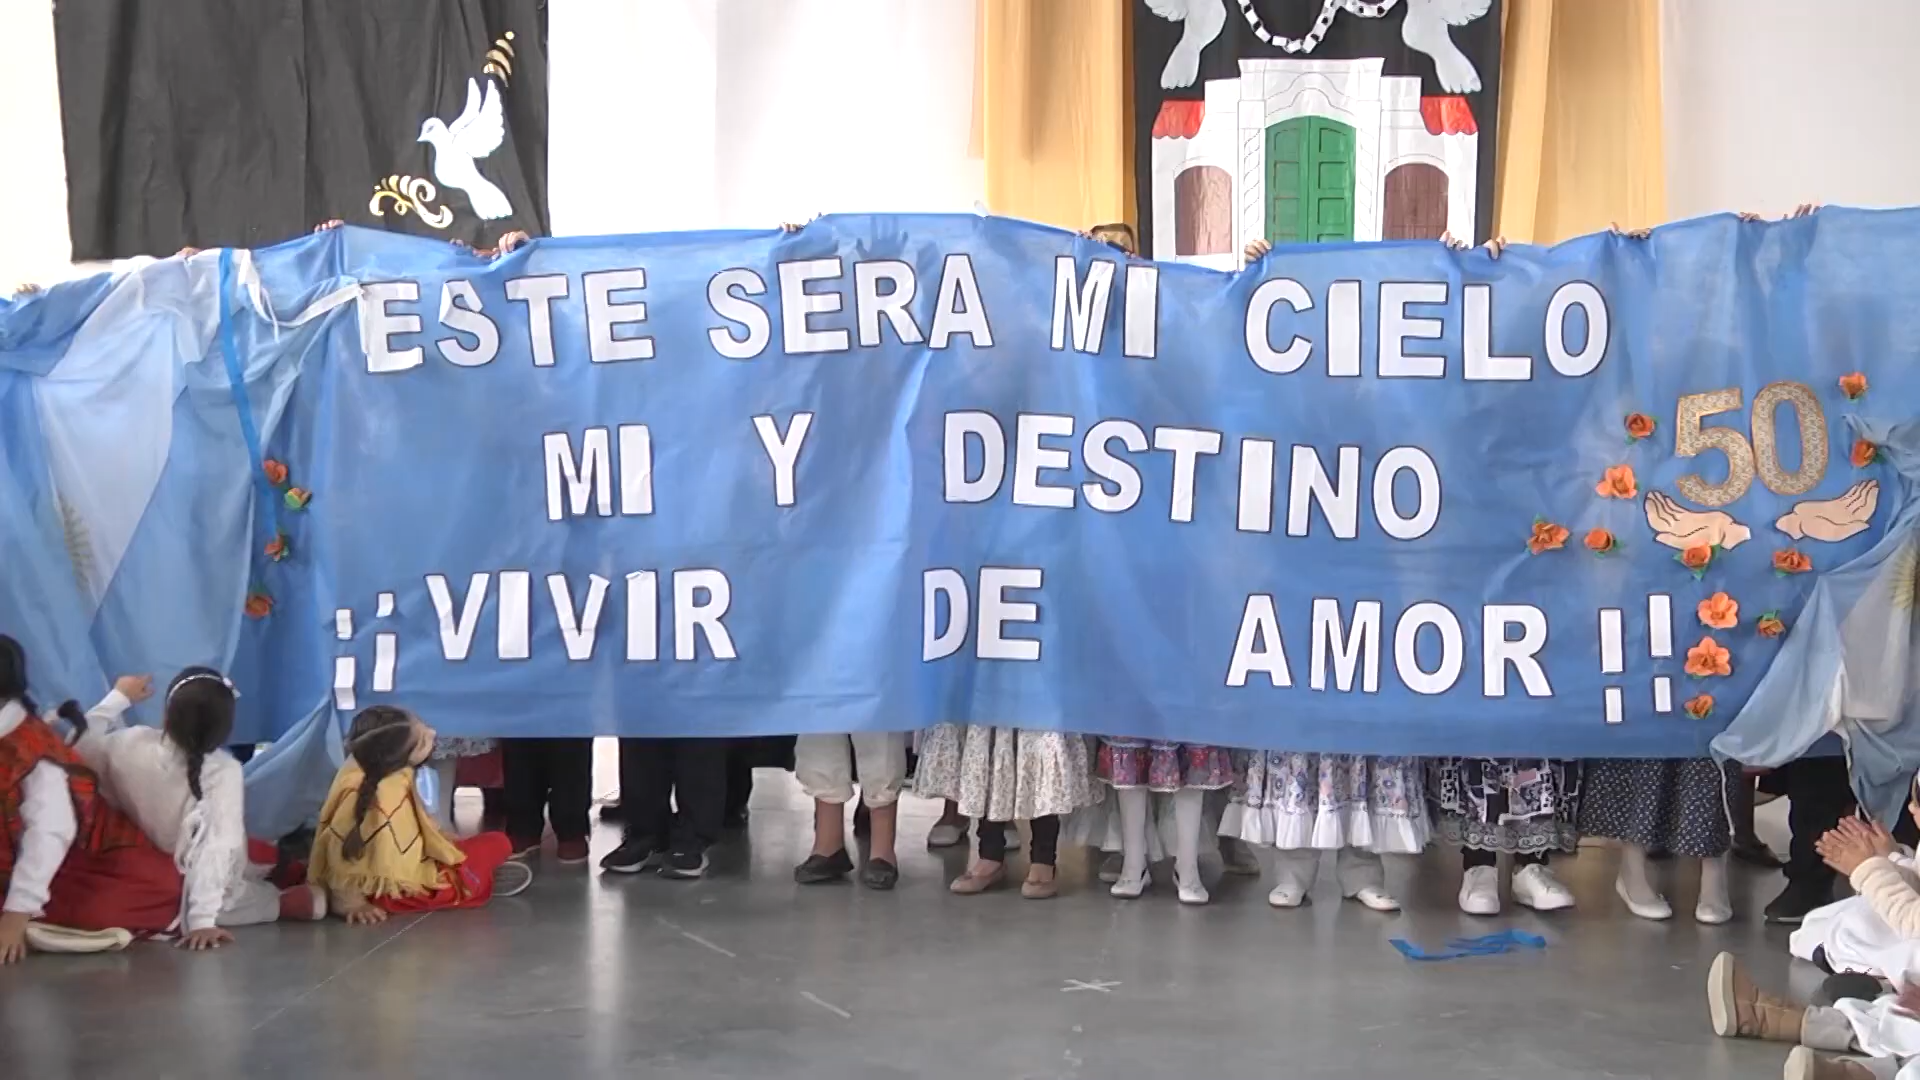 ESTE SERA MI CIELO
MI Y DESTINO
50
¡¡VIVIR DE AMOR!!